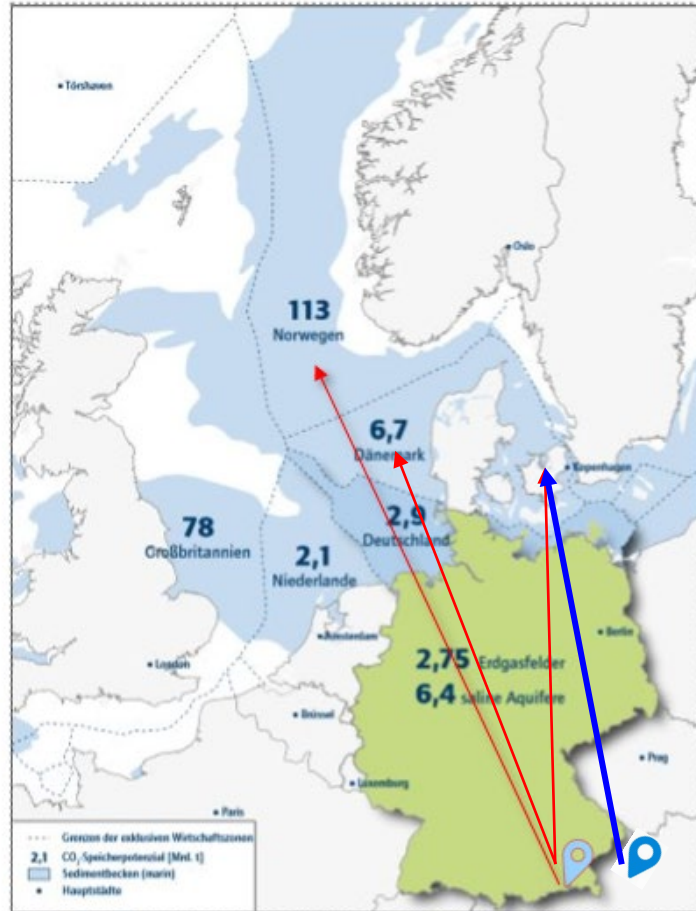 Tórshavn
Oslo
113
Norwegen
6,7
Dänemark
Kopenhagen
78
Großbritannien
2,9
Deutschland
2,1
Niederlande
Amsterdam
Berlin
London
2,75 Erdgasfelder
6,4 saline Aquifere
Brüssel
Prag
Luxemburg
Paris
Grenzen der exklusiven Wirtschaftszonen
2,1 CO₂-Speicherpotenzial [Mrd. t]
Sedimentbecken (marin)
Hauptstädte